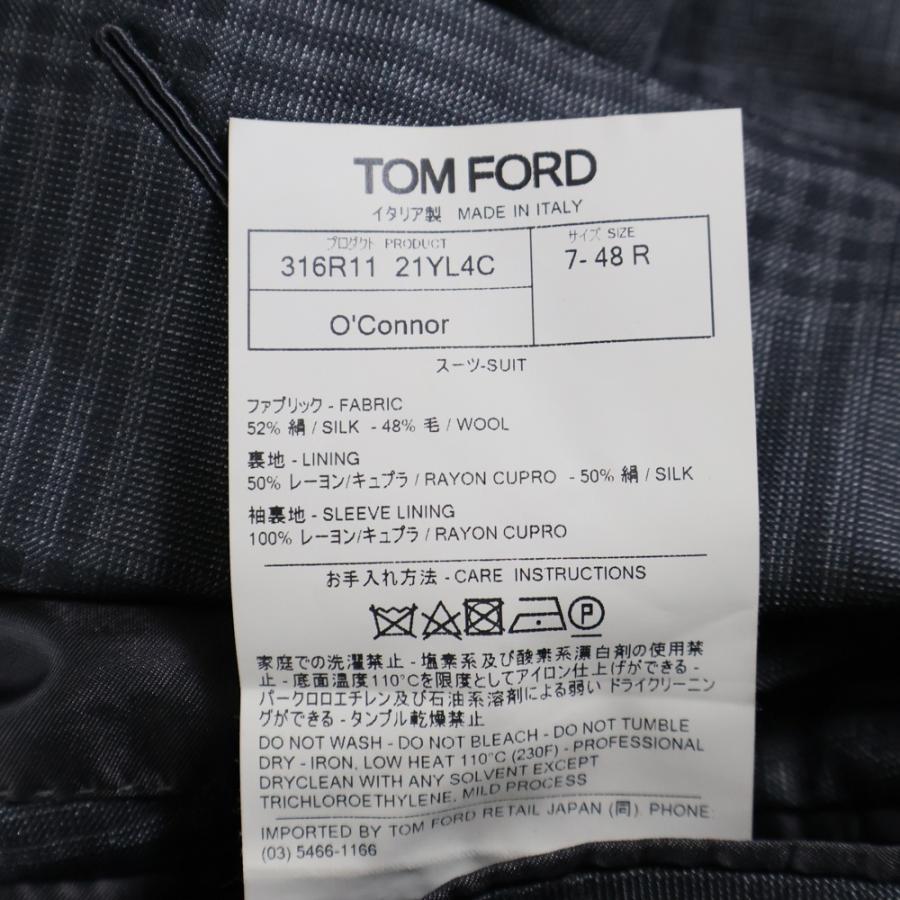 TOM FORD
イタリア製 MADE IN ITALY
プロダクト PRODUCT
316R11 21YL4C
サイズ SIZE
7- 48 R
O'Connor
スーツ-SUIT
ファブリック - FABRIC
52% 絹 / SILK - 48% 毛 / WOOL
裏地 - LINING
50% レーヨン/キュプラ / RAYON CUPRO - 50% 絹 / SILK
袖裏地 - SLEEVE LINING
100% レーヨン/キュプラ / RAYON CUPRO
お手入れ方法 - CARE INSTRUCTIONS
P
家庭での洗濯禁止 - 塩素系及び酸素系漂白剤の使用禁
止 - 底面温度110°Cを限度としてアイロン仕上げができる -
パークロロエチレン及び石油系溶剤による弱い ドライクリーニン
グができる - タンブル乾燥禁止
DO NOT WASH - DO NOT BLEACH - DO NOT TUMBLE
DRY - IRON, LOW HEAT 110°C (230F) - PROFESSIONAL
DRYCLEAN WITH ANY SOLVENT EXCEPT
TRICHLOROETHYLENE. MILD PROCESS
IMPORTED BY TOM FORD RETAIL JAPAN (同) PHONE:
(03) 5466-1166